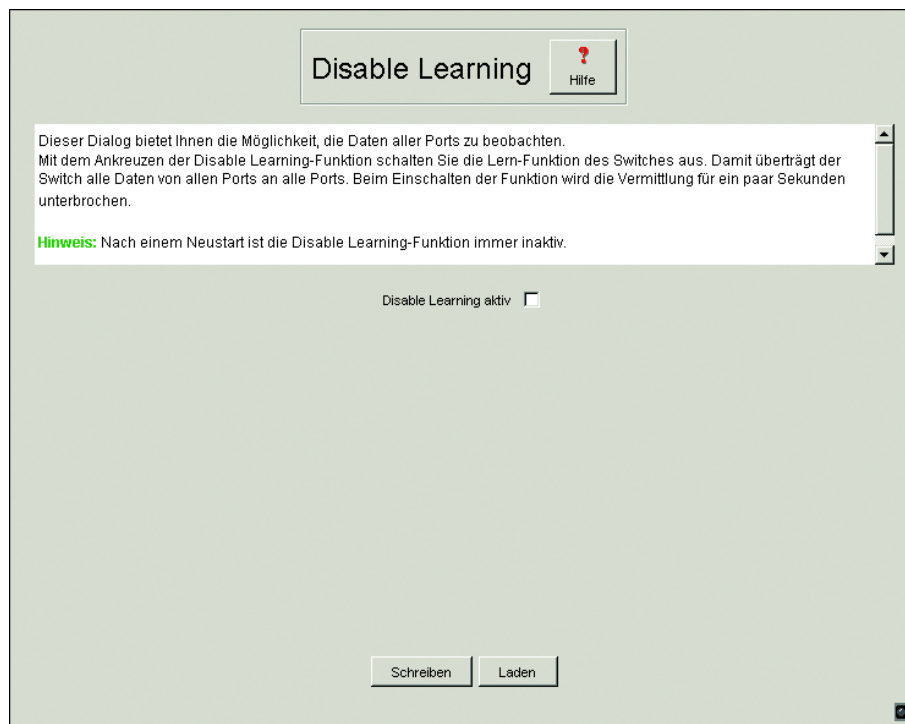 Disable Learning
?
Hilfe
Dieser Dialog bietet Ihnen die Möglichkeit, die Daten aller Ports zu beobachten.
Mit dem Ankreuzen der Disable Learning-Funktion schalten Sie die Lern-Funktion des Switches aus. Damit überträgt der
Switch alle Daten von allen Ports an alle Ports. Beim Einschalten der Funktion wird die Vermittlung für ein paar Sekunden
unterbrochen.
Hinweis: Nach einem Neustart ist die Disable Learning-Funktion immer inaktiv.
Disable Learning aktiv
Schreiben Laden